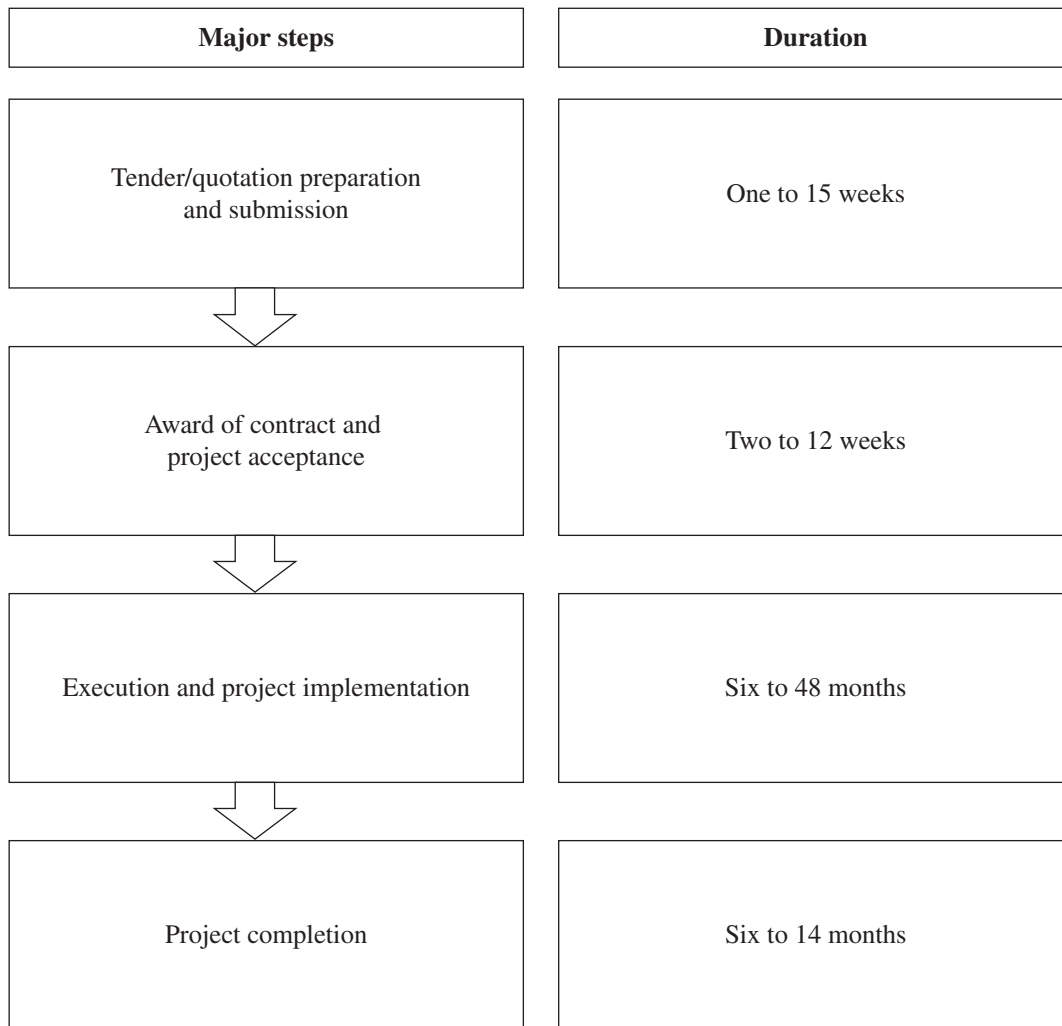 Major steps
Duration
Tender/quotation preparation
and submission
One to 15 weeks
Award of contract and
project acceptance
Two to 12 weeks
Execution and project implementation
Six to 48 months
Project completion
Six to 14 months